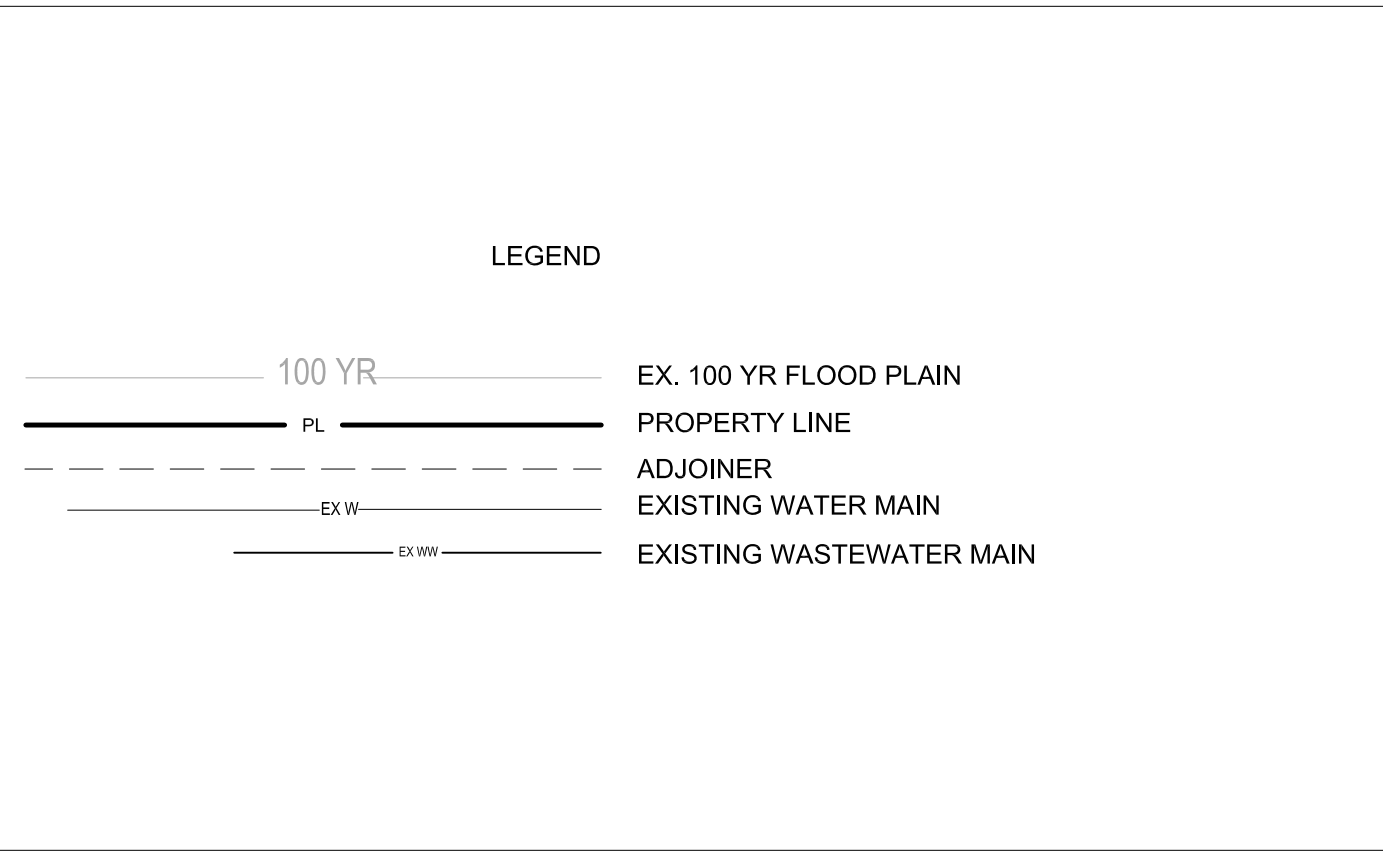 LEGEND
100 YR EX. 100 YR FLOOD PLAIN
PL PROPERTY LINE
ADJOINER
EX W EXISTING WATER MAIN
EX WW EXISTING WASTEWATER MAIN